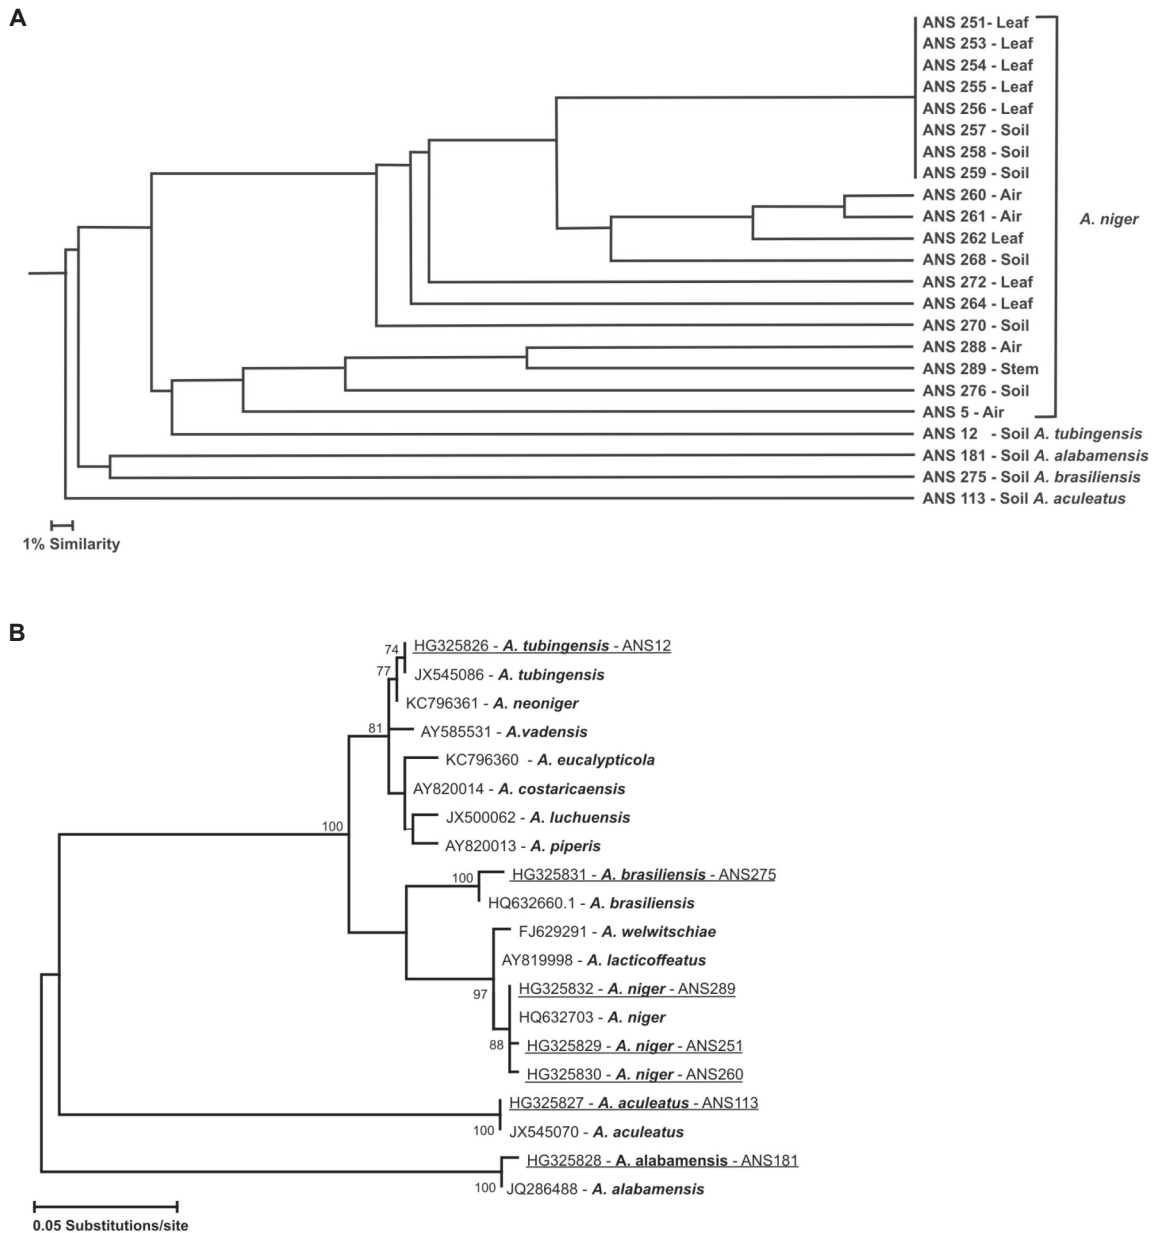 A
ANS 251- Leaf
ANS 253 - Leaf
ANS 254 - Leaf
ANS 255 - Leaf
ANS 256 - Leaf
ANS 257 - Soil
ANS 258 - Soil
ANS 259 - Soil
ANS 260 - Air
ANS 261 - Air
A. niger
ANS 262 Leaf
ANS 268 - Soil
ANS 272 - Leaf
ANS 264 - Leaf
ANS 270 - Soil
ANS 288 - Air
ANS 289 - Stem
ANS 276 - Soil
ANS 5 - Air
ANS 12 - Soil A. tubingensis
ANS 181 - Soil A. alabamensis
ANS 275 - Soil A. brasiliensis
ANS 113 - Soil A. aculeatus
1% Similarity
B
74
HG325826 - A. tubingensis - ANS12
77
JX545086 - A. tubingensis
KC796361 - A. neoniger
81
AY585531 - A.vadensis
KC796360 - A. eucalypticola
AY820014 - A. costaricaensis
JX500062 - A. luchuensis
100
AY820013 - A. piperis
100
HG325831 - A. brasiliensis - ANS275
HQ632660.1 - A. brasiliensis
FJ629291 - A. welwitschiae
AY819998 - A. lacticoffeatus
97
HG325832 - A. niger - ANS289
HQ632703 - A. niger
88
HG325829 - A. niger - ANS251
HG325830 - A. niger - ANS260
HG325827 - A. aculeatus - ANS113
100
JX545070 - A. aculeatus
HG325828 - A. alabamensis - ANS181
100
JQ286488 - A. alabamensis
0.05 Substitutions/site